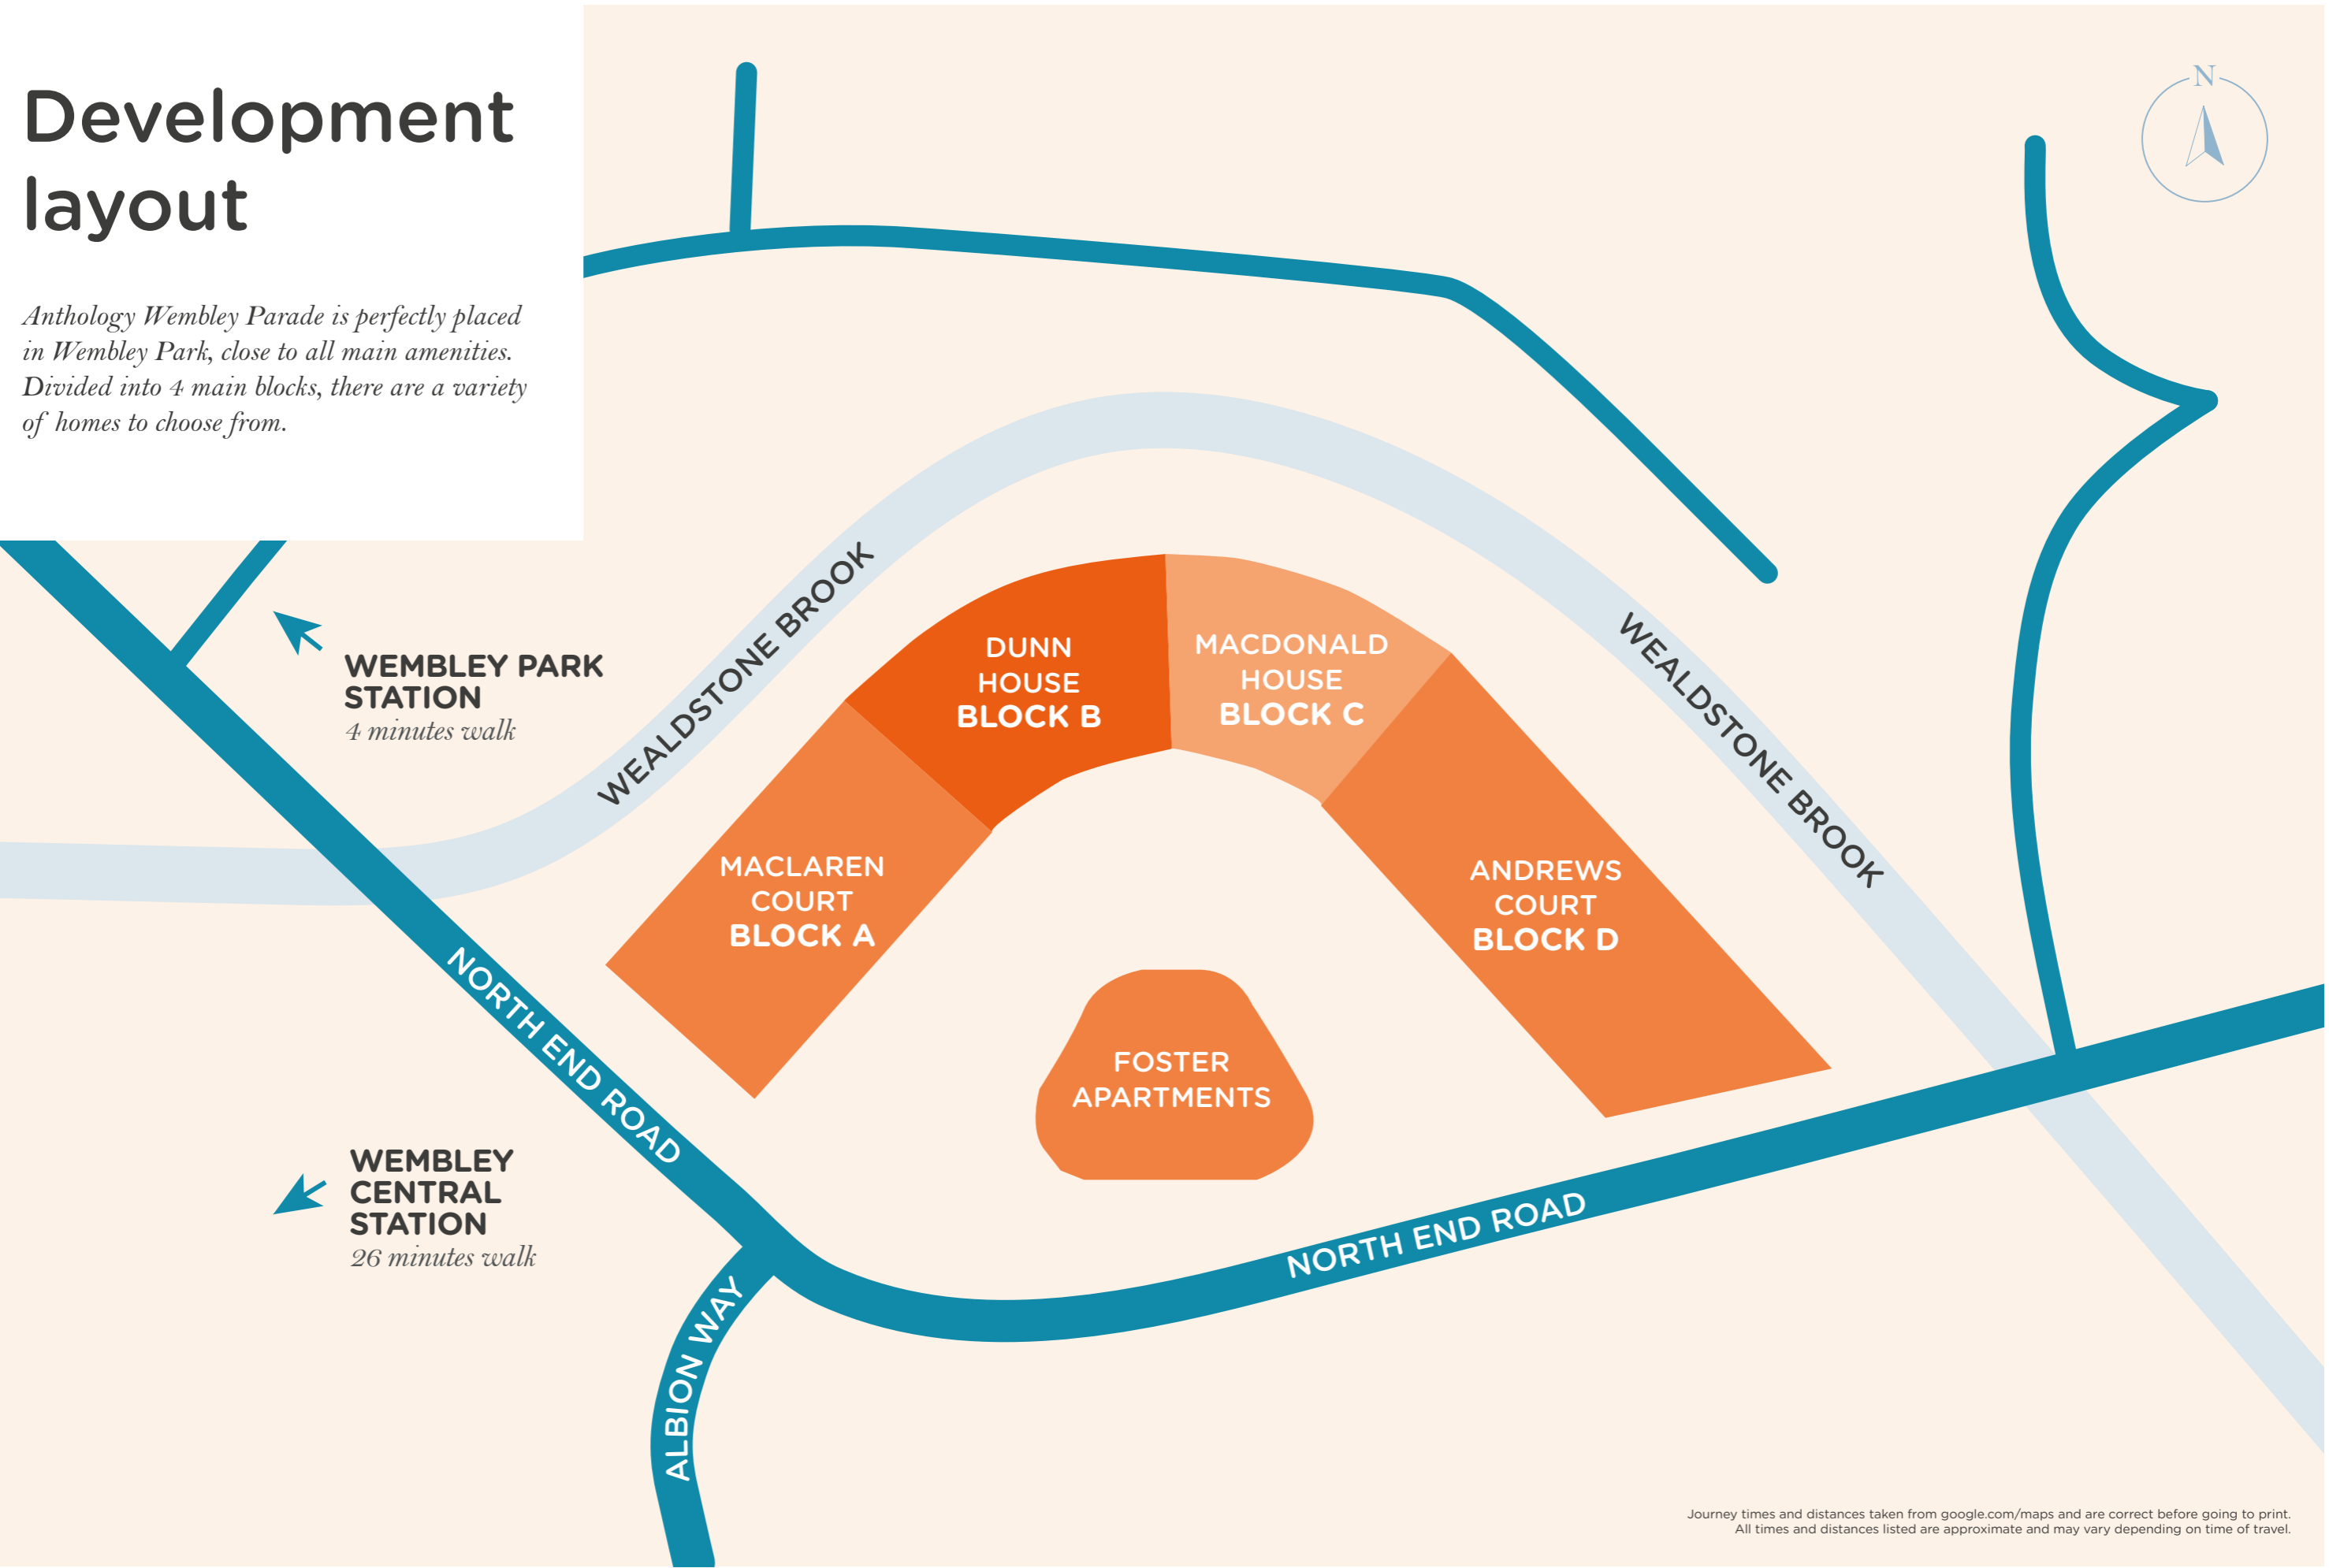 Development
layout
Anthology Wembley Parade is perfectly placed
in Wembley Park, close to all main amenities.
Divided into 4 main blocks, there are a variety
of homes to choose from.
N
WEMBLEY PARK
STATION
4 minutes walk
WEALDSTONE BROOK
DUNN
HOUSE
BLOCK B
MACDONALD
HOUSE
BLOCK C
WEALDSTONE BROOK
MACLAREN
COURT
BLOCK A
ANDREWS
COURT
BLOCK D
NORTH END ROAD
FOSTER
APARTMENTS
WEMBLEY
CENTRAL
STATION
26 minutes walk
NORTH END ROAD
ALBION WAY
Journey times and distances taken from google.com/maps and are correct before going to print.
All times and distances listed are approximate and may vary depending on time of travel.